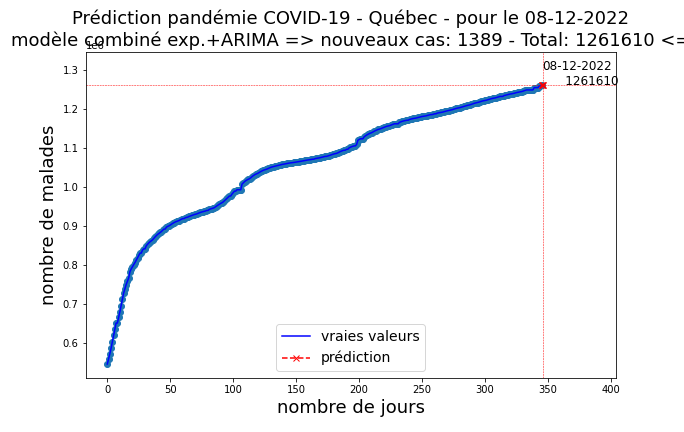 Prédiction pandémie COVID-19 - Québec - pour le 08-12-2022
modèle combiné exp.+ARIMA => nouveaux cas: 1389 - Total: 1261610 <=
1e6
08-12-2022
1261610
1.3
1.2
1.1
1.0
0.9
0.8
0.7
0.6
nombre de malades
vraies valeurs
prédiction
0 50 100 150 200 250 300 350 400
nombre de jours